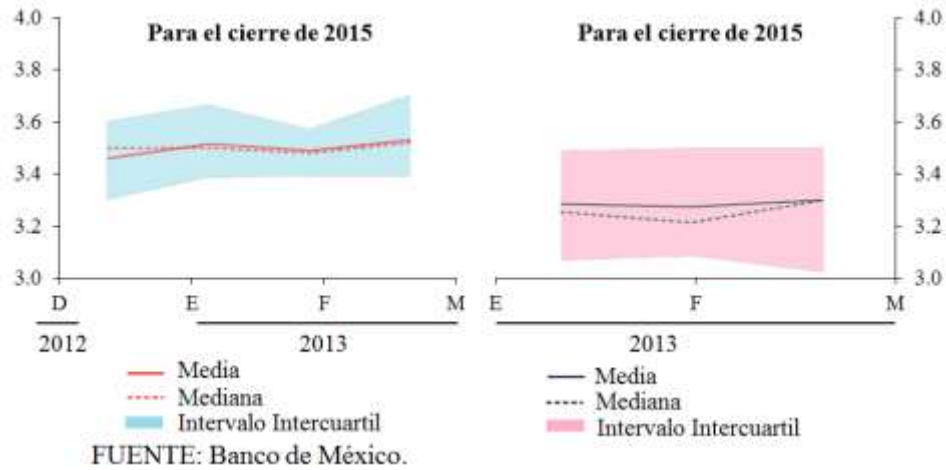 Para el cierre de 2015
4.0
3.8
3.6
3.4
3.2
3.0
D E F M
2012 2013
Media
Mediana
Intervalo Intercuartil
Para el cierre de 2015
4.0
3.8
3.6
3.4
3.2
3.0
E F M
2013
Media
Mediana
Intervalo Intercuartil
FUENTE: Banco de México.